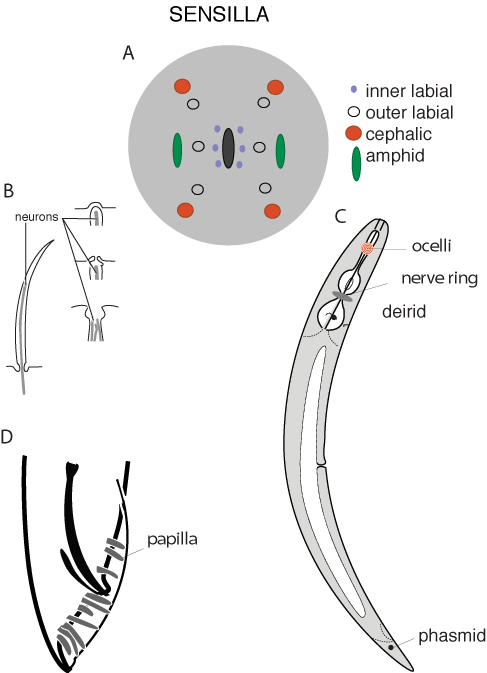 SENSILLA
A
inner labial
outer labial
cephalic
amphid
B
neurons
C
ocelli
nerve ring
deirid
D
papilla
phasmid